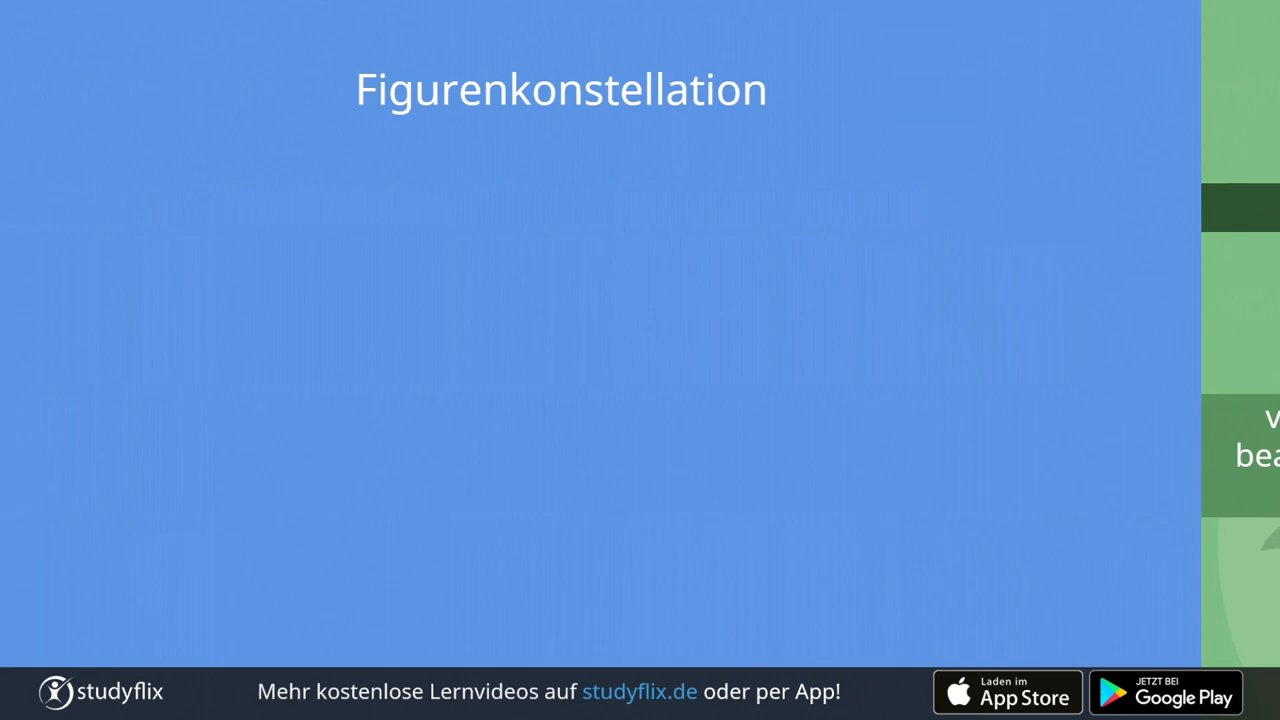 Figurenkonstellation
studyflix
Mehr kostenlose Lernvideos auf studyflix.de oder per App!
Laden im
App Store
JETZT BEI
Google Play